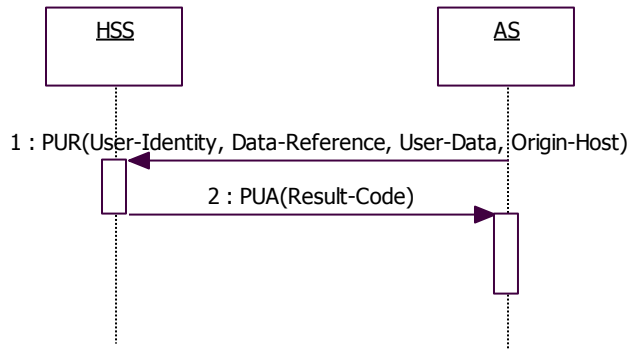 HSS
AS
1 : PUR(User-Identity, Data-Reference, User-Data, Origin-Host)
2 : PUA(Result-Code)